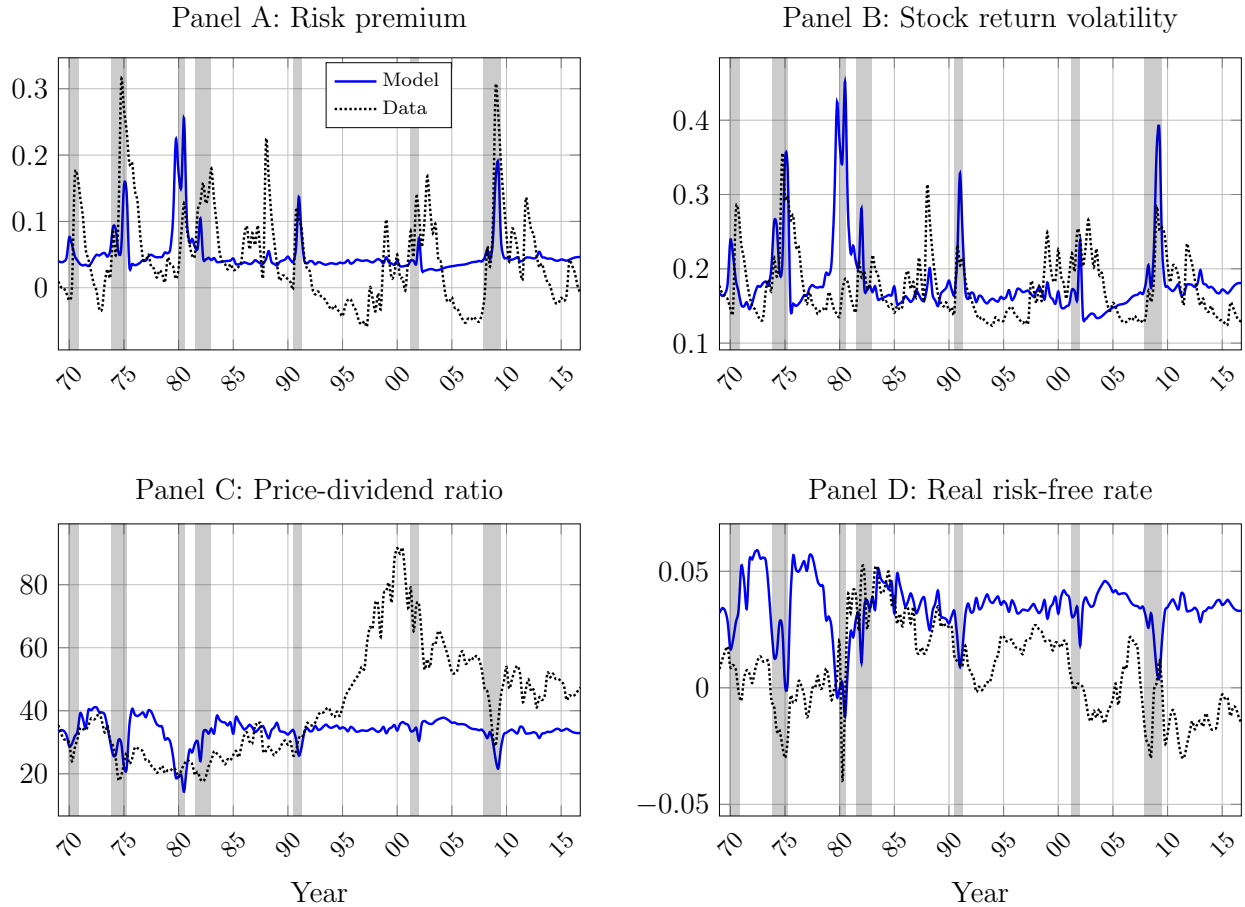 Panel A: Risk premium
Model
Data
0.3
0.2
0.1
0
70 75 80 85 90 95 00 05 10 15
Panel B: Stock return volatility
0.4
0.3
0.2
0.1
70 75 80 85 90 95 00 05 10 15
Panel C: Price-dividend ratio
80
60
40
20
70 75 80 85 90 95 00 05 10 15
Year
Panel D: Real risk-free rate
0.05
0
−0.05
70 75 80 85 90 95 00 05 10 15
Year